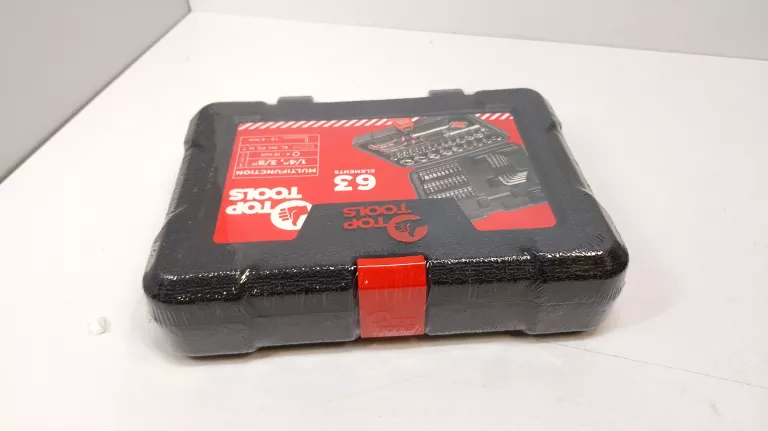 TOP
TOOLS
63
ELEMENTS
MULTIFUNCTION
1/4", 3/8"
TOP
TOOLS